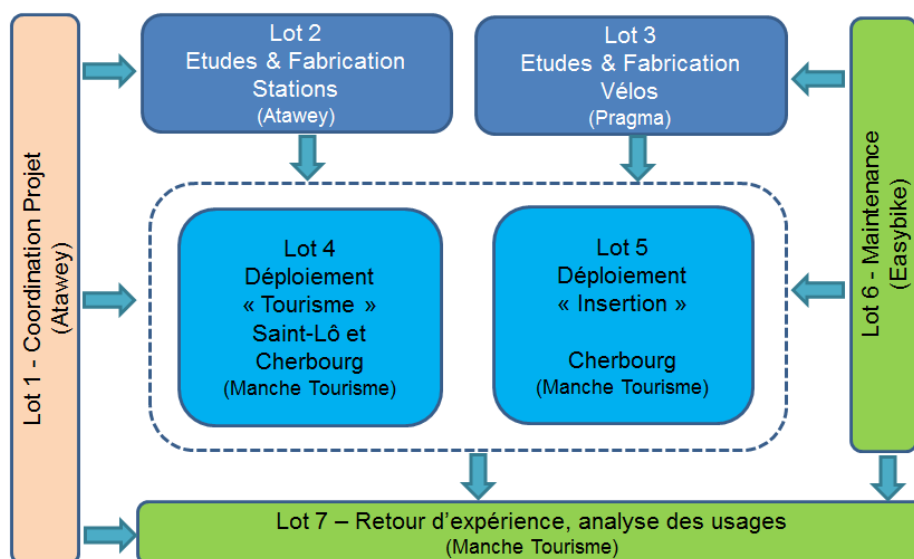 Lot 1 - Coordination Projet
(Atawey)
Lot 2
Etudes & Fabrication
Stations
(Atawey)
Lot 3
Etudes & Fabrication
Vélos
(Pragma)
Lot 4
Déploiement
« Tourisme »
Saint-Lô et
Cherbourg
(Manche Tourisme)
Lot 5
Déploiement
« Insertion »
Cherbourg
(Manche Tourisme)
Lot 6 - Maintenance
(Easybike)
Lot 7 – Retour d’expérience, analyse des usages
(Manche Tourisme)